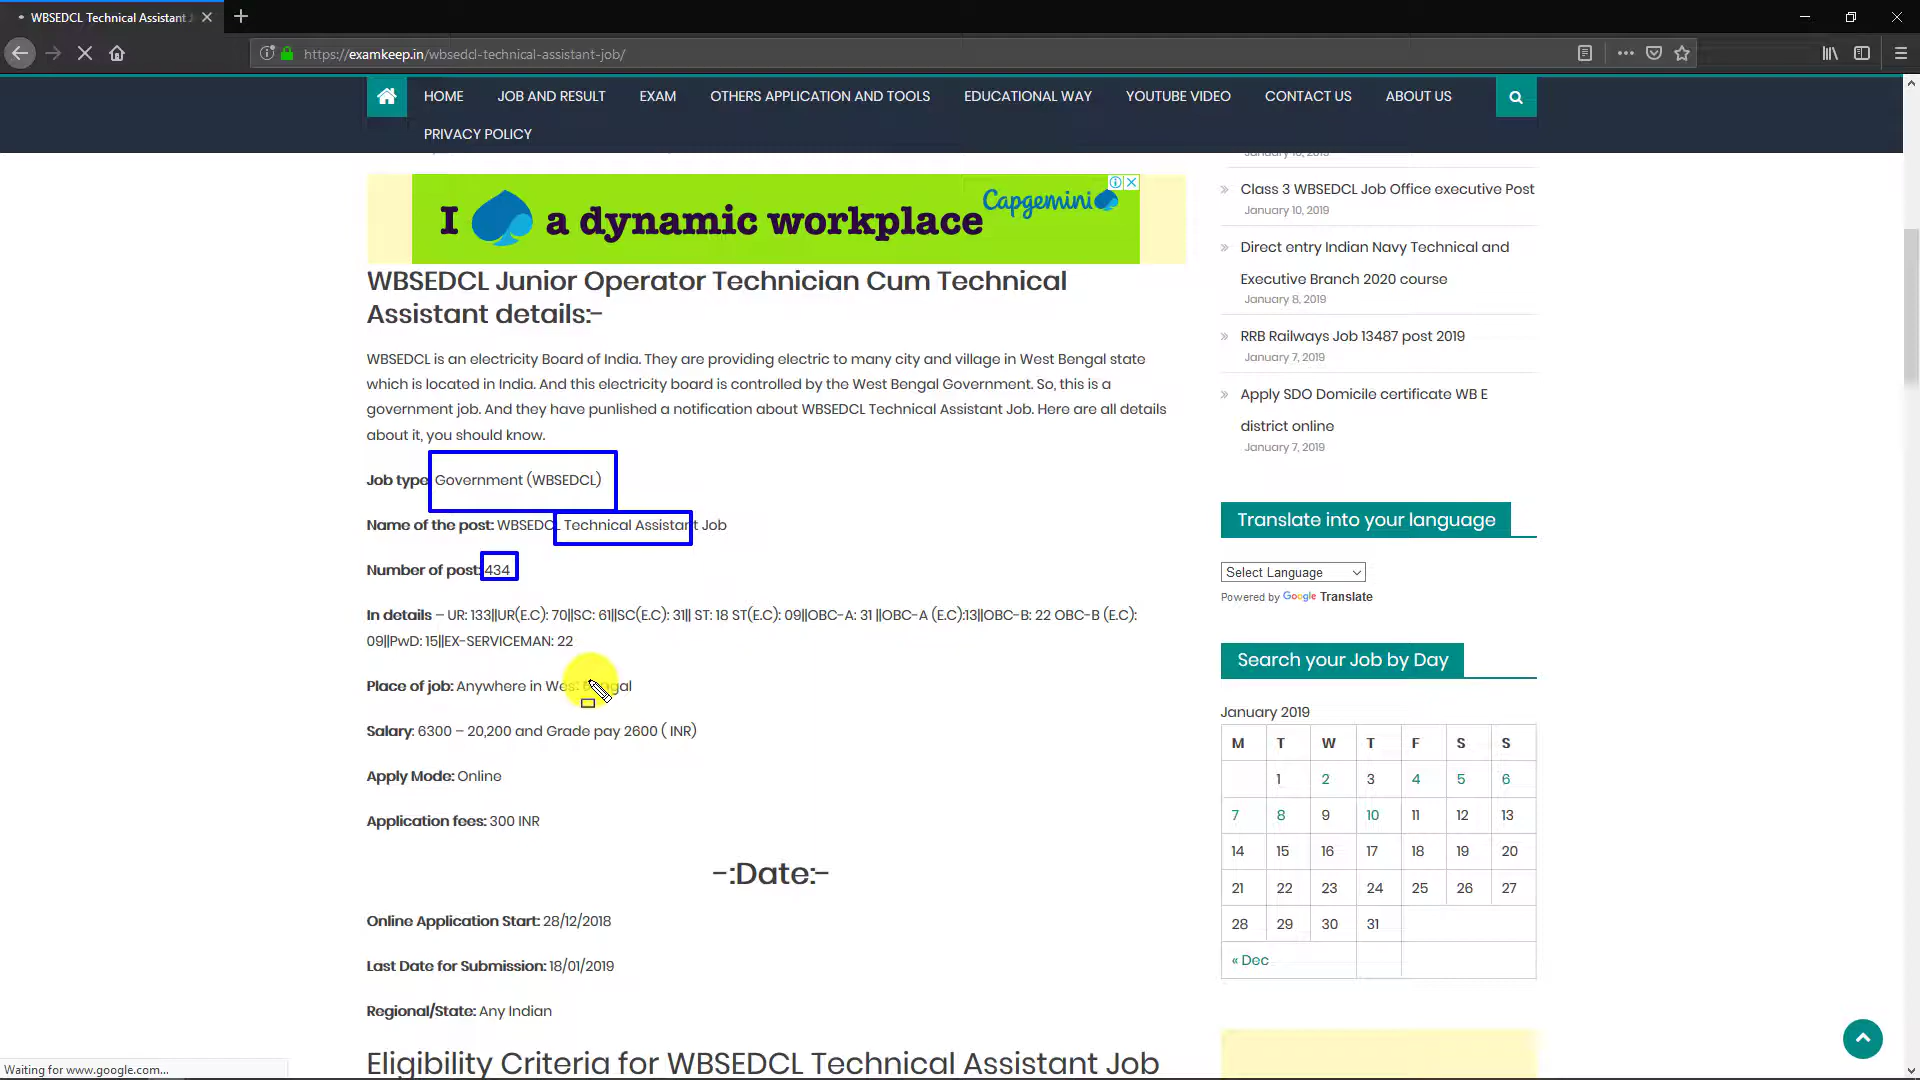 WBSEDCL Technical Assistant J
https://examkeep.in/wbsedcl-technical-assistant-job/
HOME JOB AND RESULT EXAM OTHERS APPLICATION AND TOOLS EDUCATIONAL WAY YOUTUBE VIDEO CONTACT US ABOUT US
PRIVACY POLICY
I a dynamic workplace
Capgemini
WBSEDCL Junior Operator Technician Cum Technical
Assistant details:-
WBSEDCL is an electricity Board of India. They are providing electric to many city and village in West Bengal state
which is located in India. And this electricity board is controlled by the West Bengal Government. So, this is a
government job. And they have punlished a notification about WBSEDCL Technical Assistant Job. Here are all details
about it, you should know.
Job type Government (WBSEDCL)
Name of the post: WBSEDCL Technical Assistant Job
Number of post: 434
In details – UR: 133||UR(E.C): 70||SC: 61||SC(E.C): 31|| ST: 18 ST(E.C): 09||OBC-A: 31 ||OBC-A (E.C):13||OBC-B: 22 OBC-B (E.C):
09||PwD: 15||EX-SERVICEMAN: 22
Place of job: Anywhere in West Bengal
Salary: 6300 – 20,200 and Grade pay 2600 ( INR)
Apply Mode: Online
Application fees: 300 INR
-:Date:-
Online Application Start: 28/12/2018
Last Date for Submission: 18/01/2019
Regional/State: Any Indian
Eligibility Criteria for WBSEDCL Technical Assistant Job
Class 3 WBSEDCL Job Office executive Post
January 10, 2019
Direct entry Indian Navy Technical and
Executive Branch 2020 course
January 8, 2019
RRB Railways Job 13487 post 2019
January 7, 2019
Apply SDO Domicile certificate WB E
district online
January 7, 2019
Translate into your language
Select Language
Powered by Google Translate
Search your Job by Day
January 2019
M T W T F S S
1 2 3 4 5 6
7 8 9 10 11 12 13
14 15 16 17 18 19 20
21 22 23 24 25 26 27
28 29 30 31
« Dec
Waiting for www.google.com...